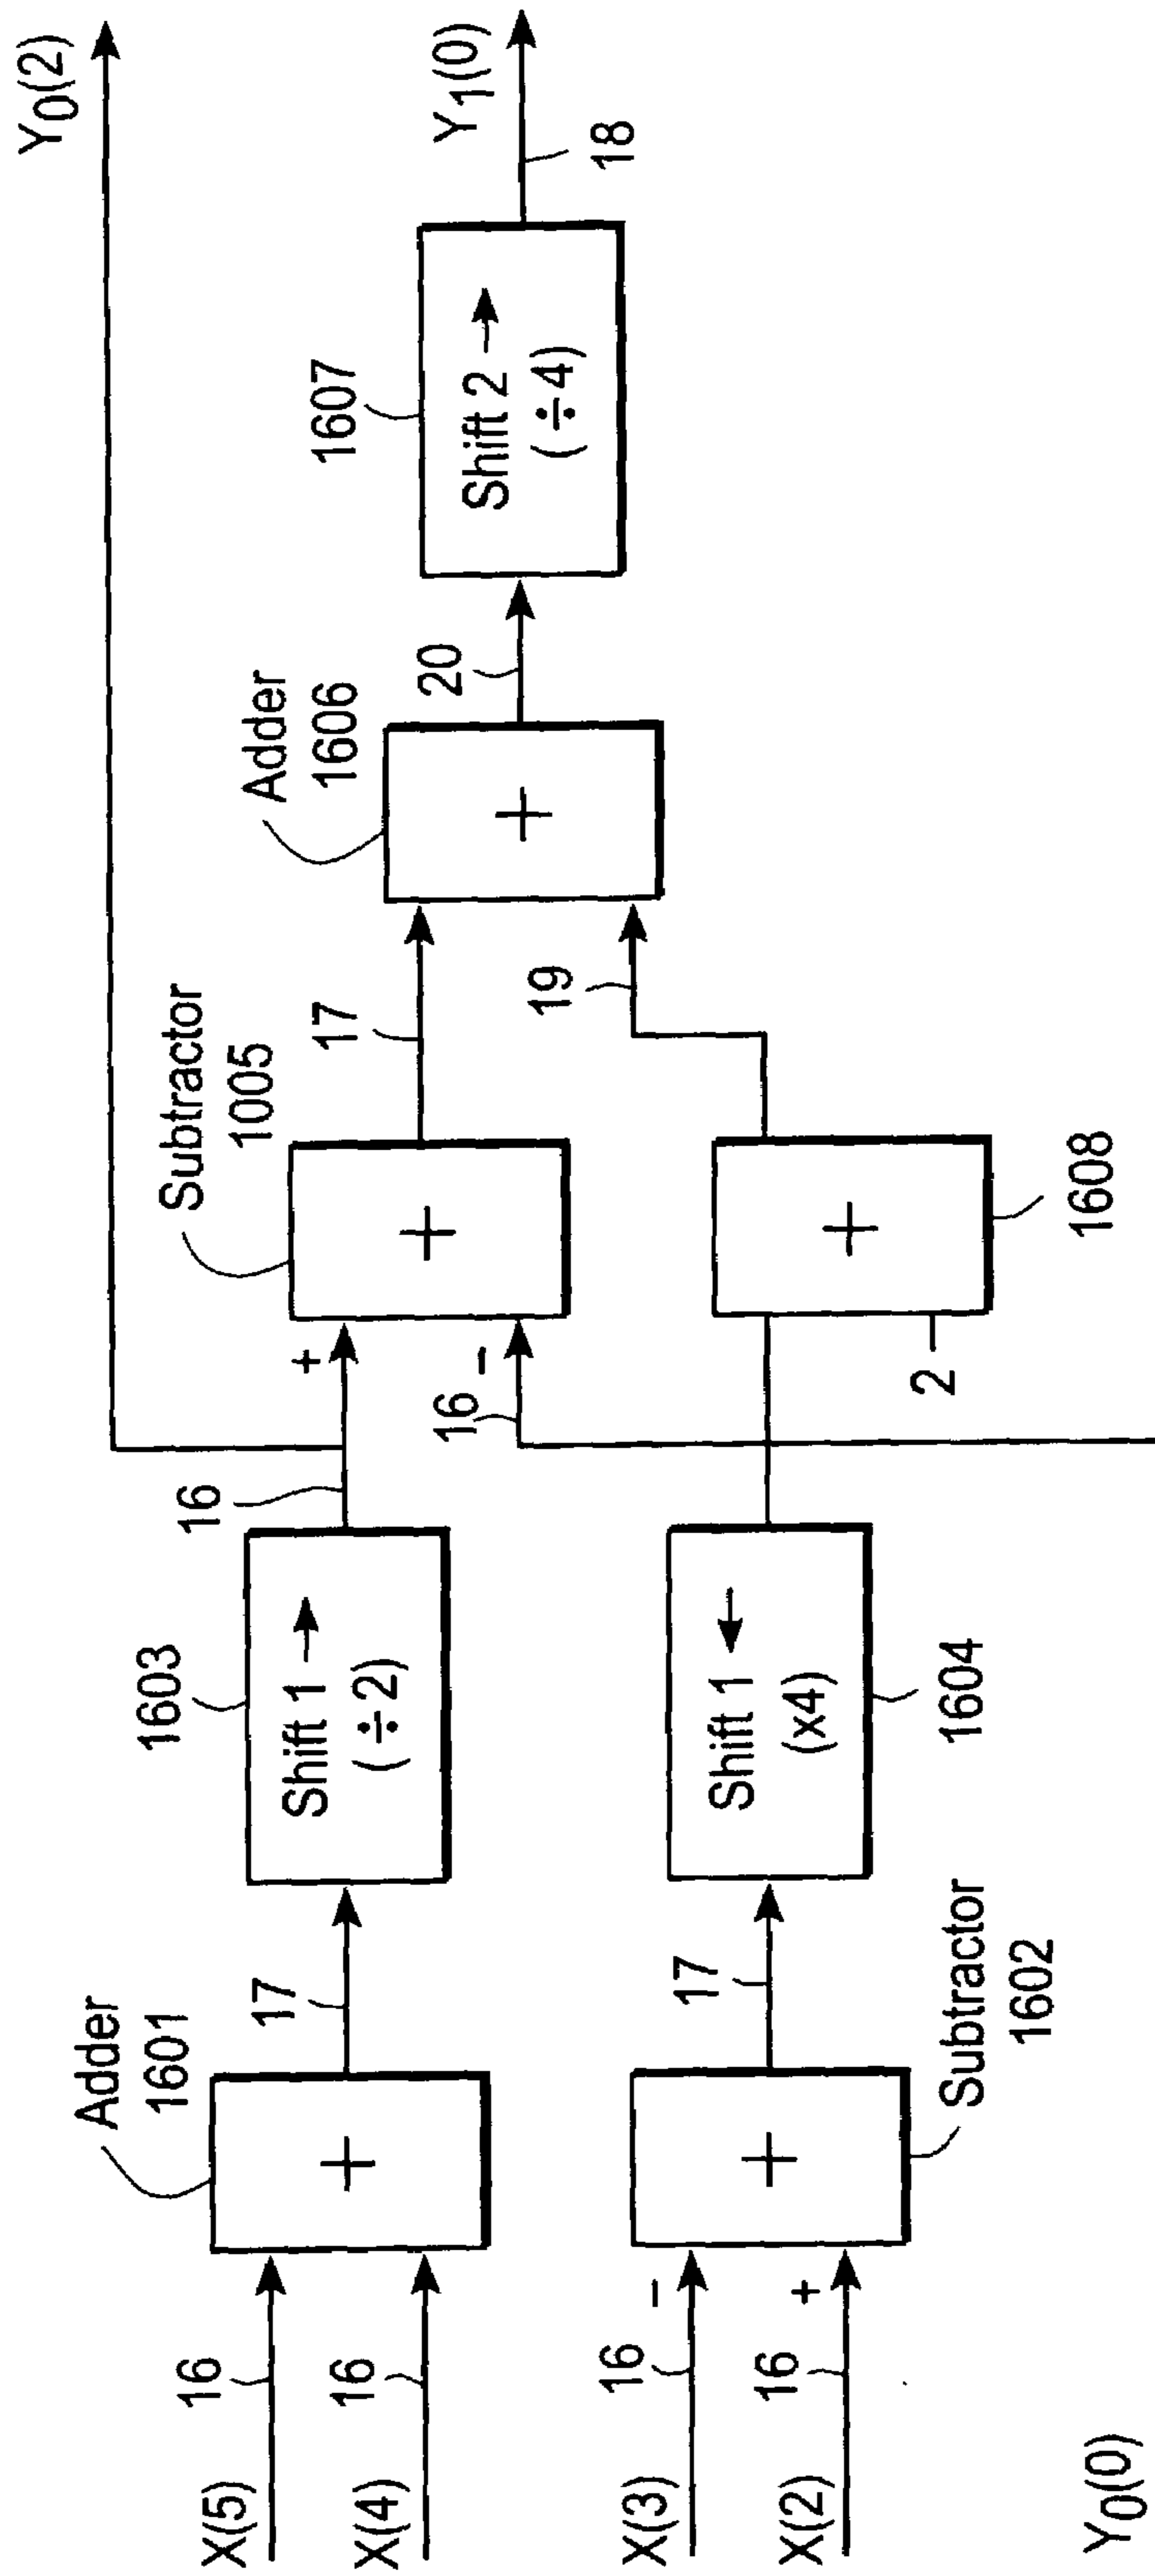 Y0(2)
X(5)
16
X(4)
16
Adder
1601
+
17
1603
Shift 1 →
(÷2)
16
+
-
16
Subtractor
1005
+
17
Adder
1606
+
20
1607
Shift 2 →
(÷4)
Y1(0)
18
X(3)
16
-
X(2)
16
+
+
Subtractor
1602
17
Shift 1 ←
(x4)
1604
2
+
1608
19
Y0(0)